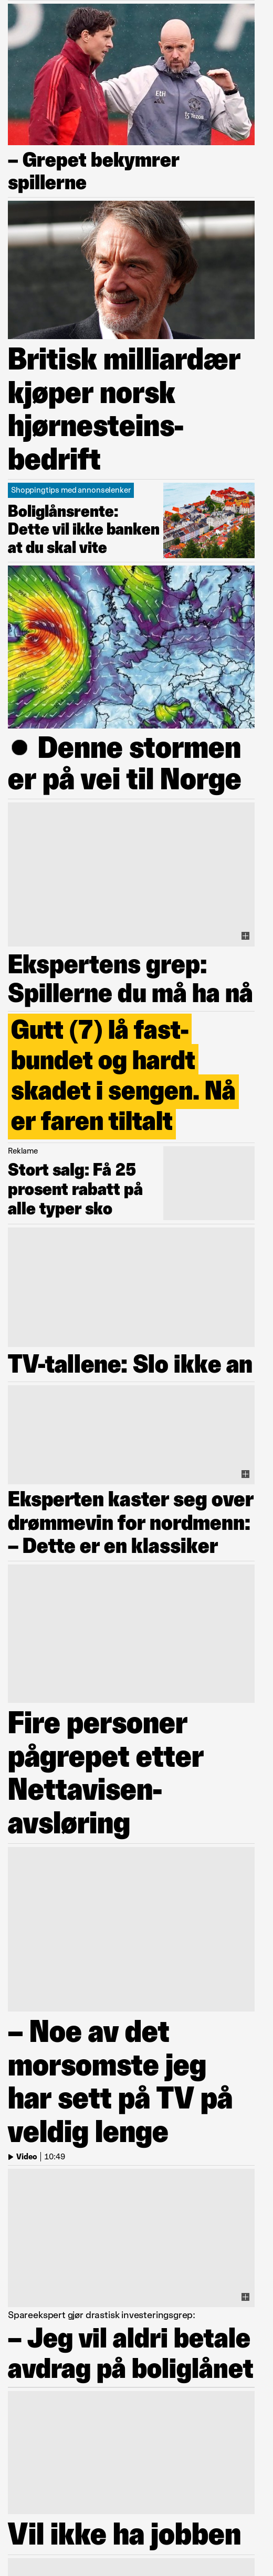 – Grepet bekymrer
spillerne
Britisk milliardær
kjøper norsk
hjørnesteins-
bedrift
Shoppingtips med annonselenker
Boliglånsrente:
Dette vil ikke banken
at du skal vite
● Denne stormen
er på vei til Norge
Ekspertens grep:
Spillerne du må ha nå
Gutt (7) lå fast-
bundet og hardt
skadet i sengen. Nå
er faren tiltalt
Reklame
Stort salg: Få 25
prosent rabatt på
alle typer sko
TV-tallene: Slo ikke an
Eksperten kaster seg over
drømmevin for nordmenn:
– Dette er en klassiker
Fire personer
pågrepet etter
Nettavisen-
avsløring
– Noe av det
morsomste jeg
har sett på TV på
veldig lenge
Video | 10:49
Spareekspert gjør drastisk investeringsgrep:
– Jeg vil aldri betale
avdrag på boliglånet
Vil ikke ha jobben